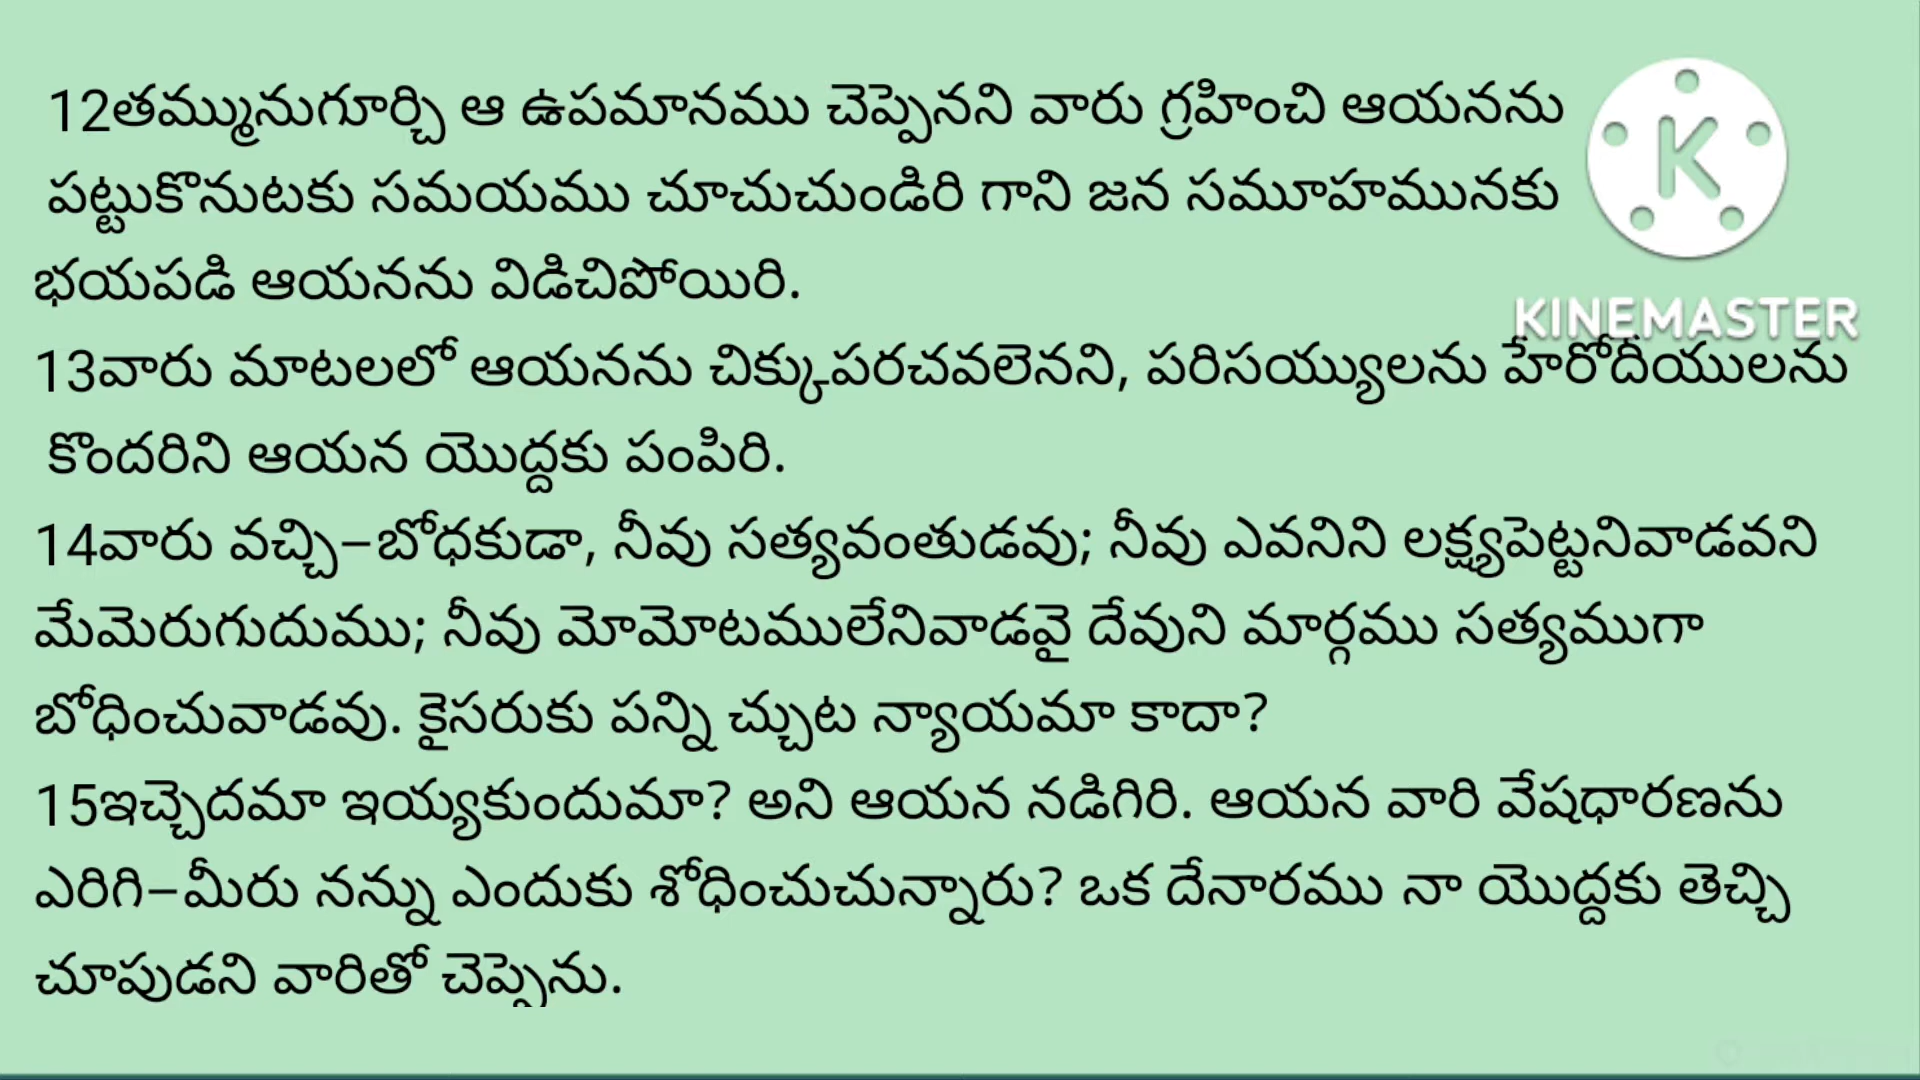 12తమ్మునుగూర్చి ఆ ఉపమానము చెప్పెనని వారు గ్రహించి ఆయనను
పట్టుకొనుటకు సమయము చూచుచుండిరి గాని జన సమూహమునకు
భయపడి ఆయనను విడిచిపోయిరి.
KINEMASTER
13వారు మాటలలో ఆయనను చిక్కుపరచవలెనని, పరిసయ్యులను హేరోదీయులను
కొందరిని ఆయన యొద్దకు పంపిరి.
14వారు వచ్చి–బోధకుడా, నీవు సత్యవంతుడవు; నీవు ఎవనిని లక్ష్యపెట్టనివాడవని
మేమెరుగుదుము; నీవు మోమోటములేనివాడవై దేవుని మార్గము సత్యముగా
బోధించువాడవు. కైసరుకు పన్ని చ్చుట న్యాయమా కాదా?
15ఇచ్చెదమా ఇయ్యకుందుమా? అని ఆయన నడిగిరి. ఆయన వారి వేషధారణను
ఎరిగి–మీరు నన్ను ఎందుకు శోధించుచున్నారు? ఒక దేనారము నా యొద్దకు తెచ్చి
చూపుడని వారితో చెప్పెను.